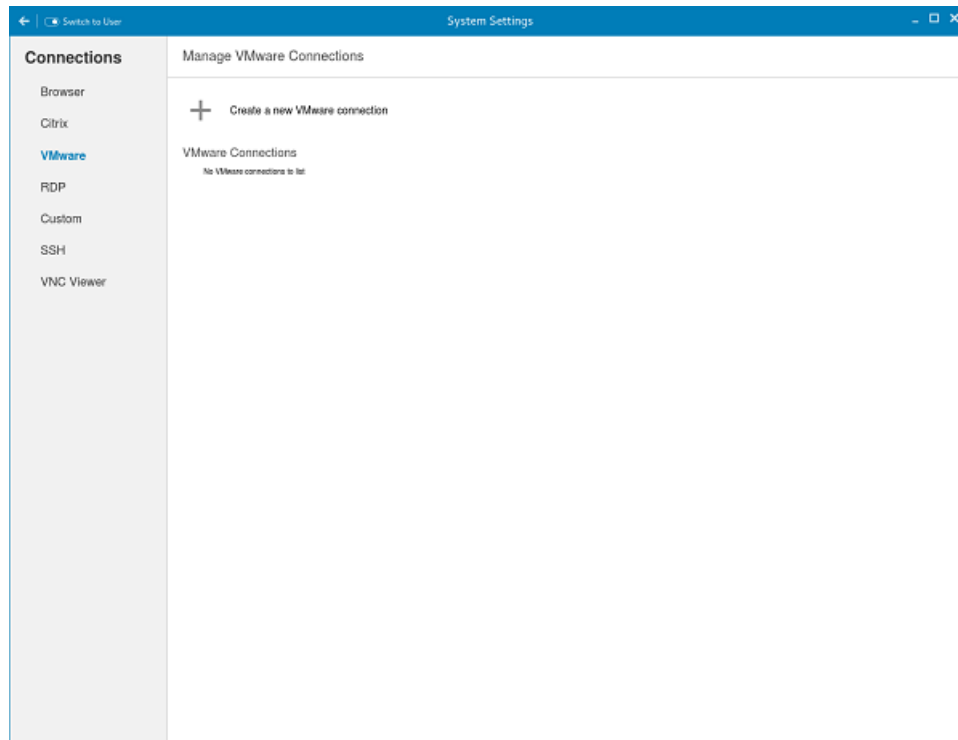 Switch to User
System Settings
Connections
Browser
Citrix
VMware
RDP
Custom
SSH
VNC Viewer
Manage VMware Connections
Create a new VMware connection
VMware Connections
No VMware connections to list